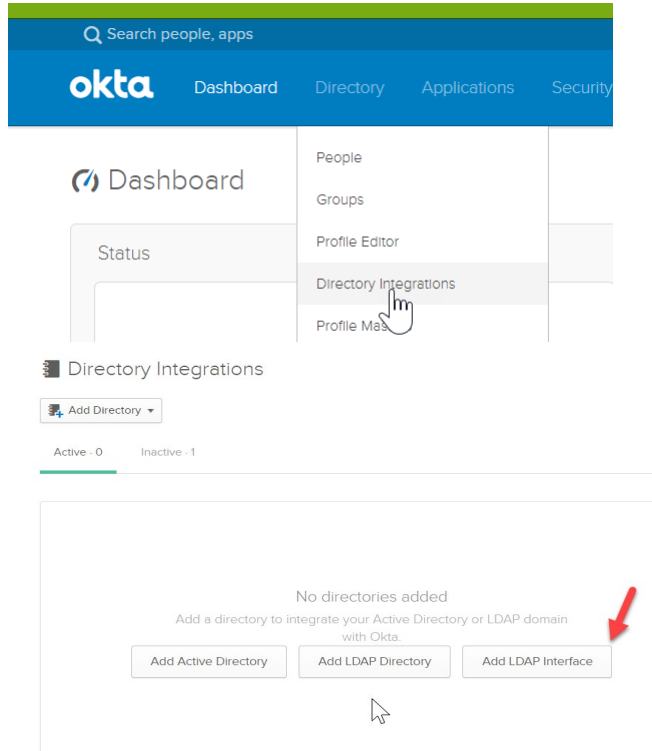 Search people, apps
okta Dashboard Directory Applications Security
Dashboard
People
Groups
Status
Profile Editor
Directory Integrations
Profile Mas
Directory Integrations
Add Directory
Active · 0 Inactive · 1
No directories added
Add a directory to integrate your Active Directory or LDAP domain
with Okta.
Add Active Directory Add LDAP Directory Add LDAP Interface